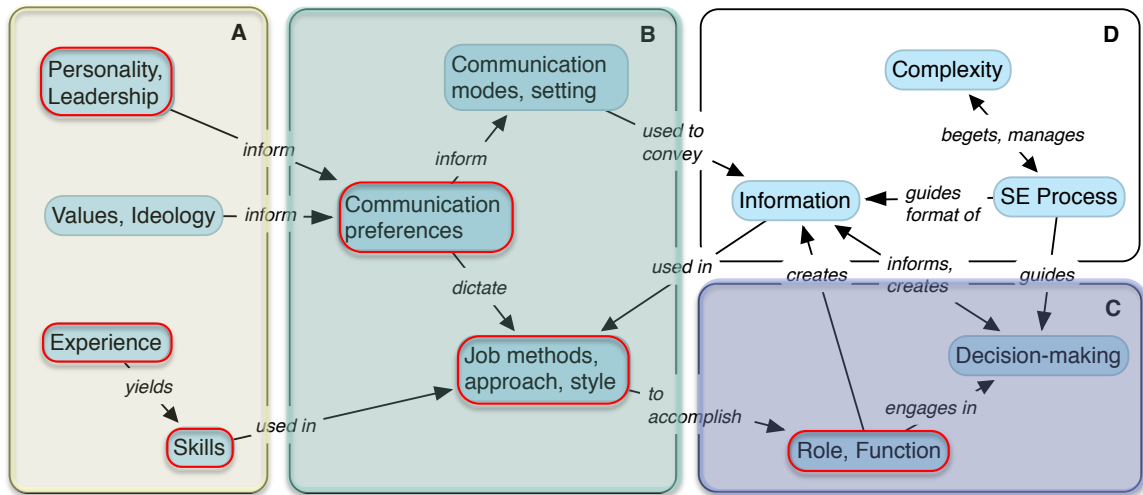 A
Personality,
Leadership
inform
Values, Ideology
inform
Experience
yields
Skills
used in
B
Communication
modes, setting
inform
Communication
preferences
dictate
Job methods,
approach, style
used to
convey
used in
to
accomplish
D
Complexity
begets, manages
Information
guides
format of
SE Process
creates
informs,
creates
guides
C
Decision-making
engages in
Role, Function